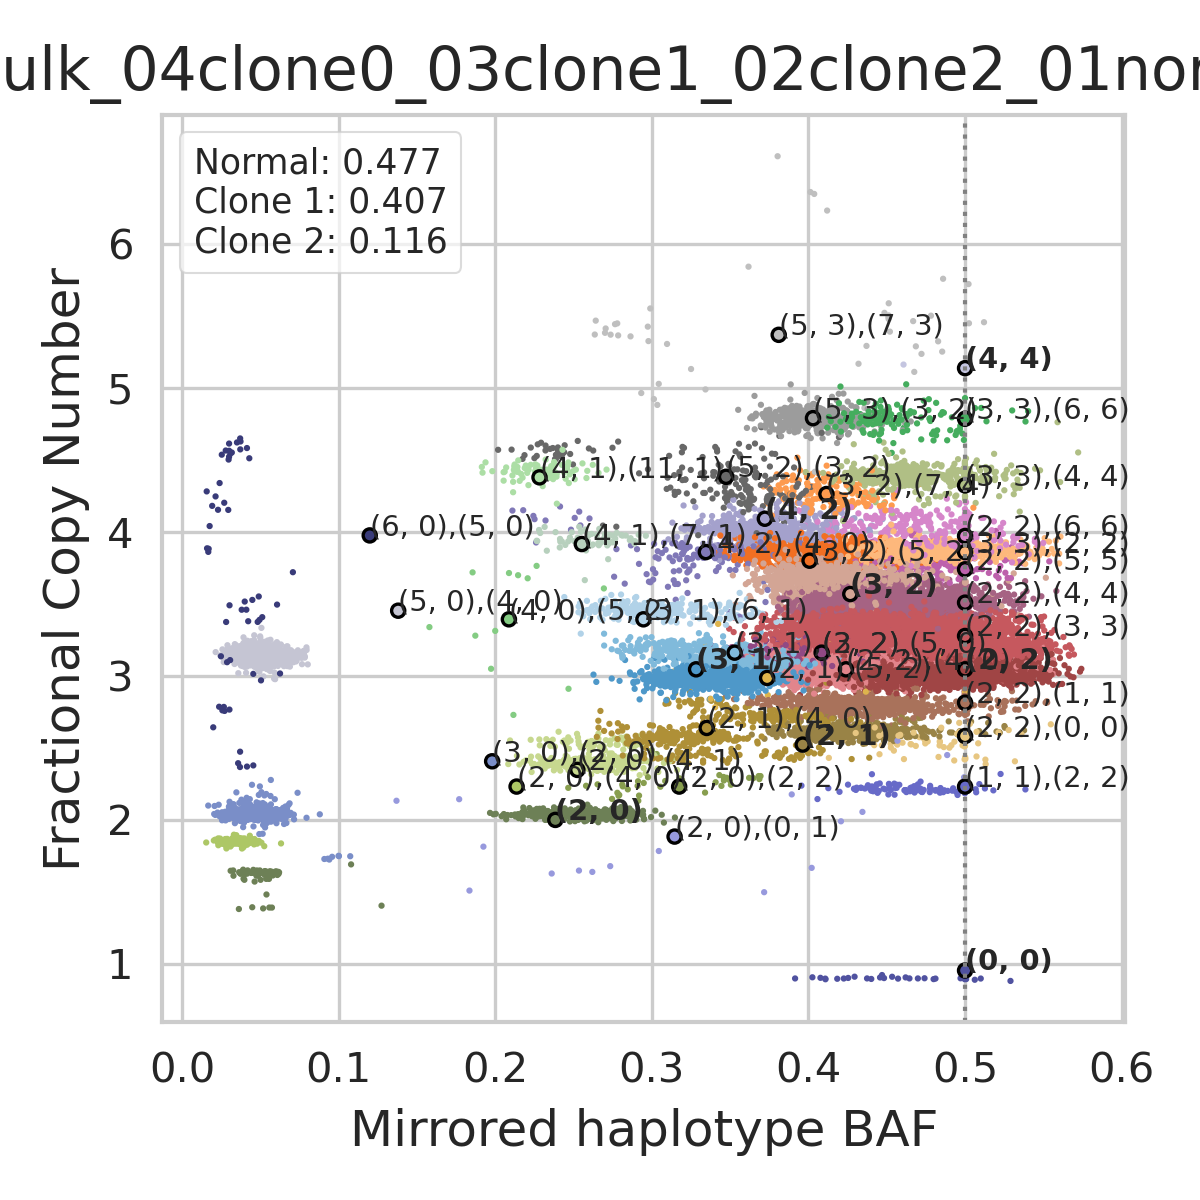 ulk_04clone0_03clone1_02clone2_01nor
Normal: 0.477
Clone 1: 0.407
Clone 2: 0.116
Fractional Copy Number
6
5
4
3
2
1
(5, 3),(7, 3)
(4, 4)
(5, 3),(3, 2)
(3, 3),(6, 6)
(4, 1),(11, 1)
(5, 2),(3, 2)
(3, 2),(7, 4)
(3, 3),(4, 4)
(4, 2)
(6, 0),(5, 0)
(4, 1),(7, 1)
(4, 2),(4, 0)
(3, 2),(5, 2)
(2, 2),(6, 6)
(3, 3),(2, 2)
(2, 2),(5, 5)
(3, 2)
(2, 2),(4, 4)
(5, 0),(4, 0)
(4, 0),(5, 2)
(3, 1),(6, 1)
(2, 2),(3, 3)
(3, 1)
(2, 2),(5, 0)
(3, 1)
(2, 1),(5, 2)
(2, 2)
(2, 2),(1, 1)
(2, 1),(4, 0)
(2, 1)
(2, 2),(0, 0)
(3, 0),(2, 0)
(2, 0),(4, 1)
(2, 0),(4, 0)
(2, 0),(2, 2)
(1, 1),(2, 2)
(2, 0)
(2, 0),(0, 1)
(0, 0)
0.0 0.1 0.2 0.3 0.4 0.5 0.6
Mirrored haplotype BAF